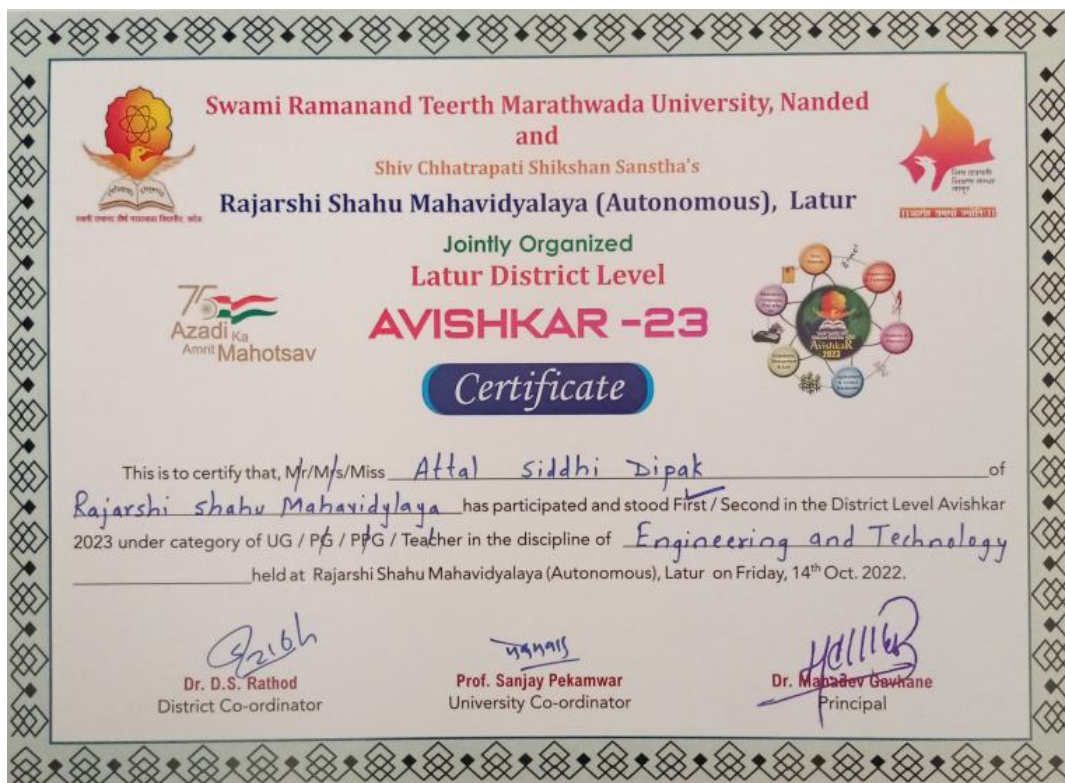 Swami Ramanand Teerth Marathwada University, Nanded
and
Shiv Chhatrapati Shikshan Sanstha's
Rajarshi Shahu Mahavidyalaya (Autonomous), Latur
Jointly Organized
Latur District Level
AVISHKAR -23
75
Azadi Ka
Amrit Mahotsav
AvishkaR
2023
Certificate
This is to certify that, Mr/Mrs/Miss Attal Siddhi Dipak of
Rajarshi shahu Mahavidylaya has participated and stood First / Second in the District Level Avishkar
2023 under category of UG / PG / PPG / Teacher in the discipline of Engineering and Technology
held at Rajarshi Shahu Mahavidyalaya (Autonomous), Latur on Friday, 14th Oct. 2022.
Dr. D.S. Rathod
District Co-ordinator
Prof. Sanjay Pekamwar
University Co-ordinator
Dr. Mahadev Gavhane
Principal